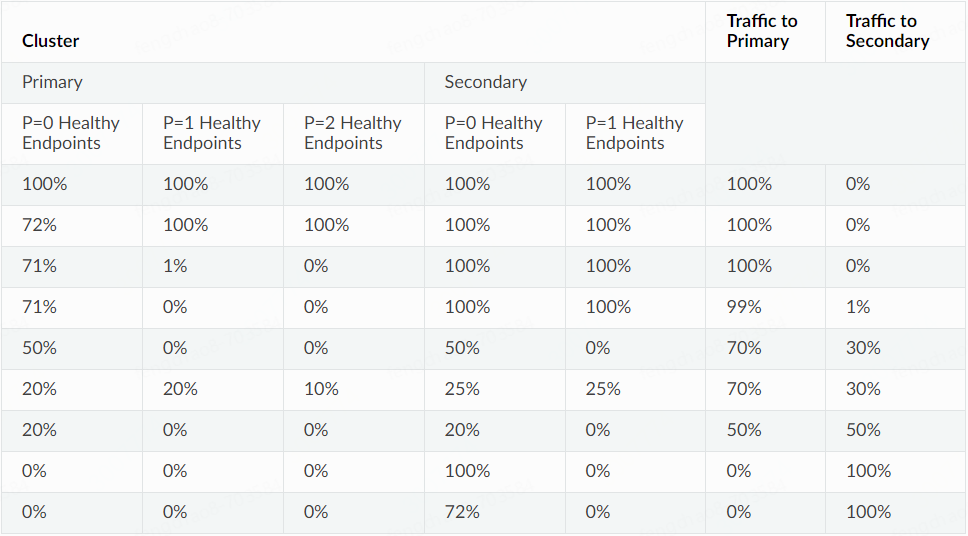 Cluster Traffic to Primary Traffic to Secondary
Primary Secondary
P=0 Healthy Endpoints P=1 Healthy Endpoints P=2 Healthy Endpoints P=0 Healthy Endpoints P=1 Healthy Endpoints
100% 100% 100% 100% 100% 100% 0%
72% 100% 100% 100% 100% 100% 0%
71% 1% 0% 100% 100% 100% 0%
71% 0% 0% 100% 100% 99% 1%
50% 0% 0% 50% 0% 70% 30%
20% 20% 10% 25% 25% 70% 30%
20% 0% 0% 20% 0% 50% 50%
0% 0% 0% 100% 0% 0% 100%
0% 0% 0% 72% 0% 0% 100%